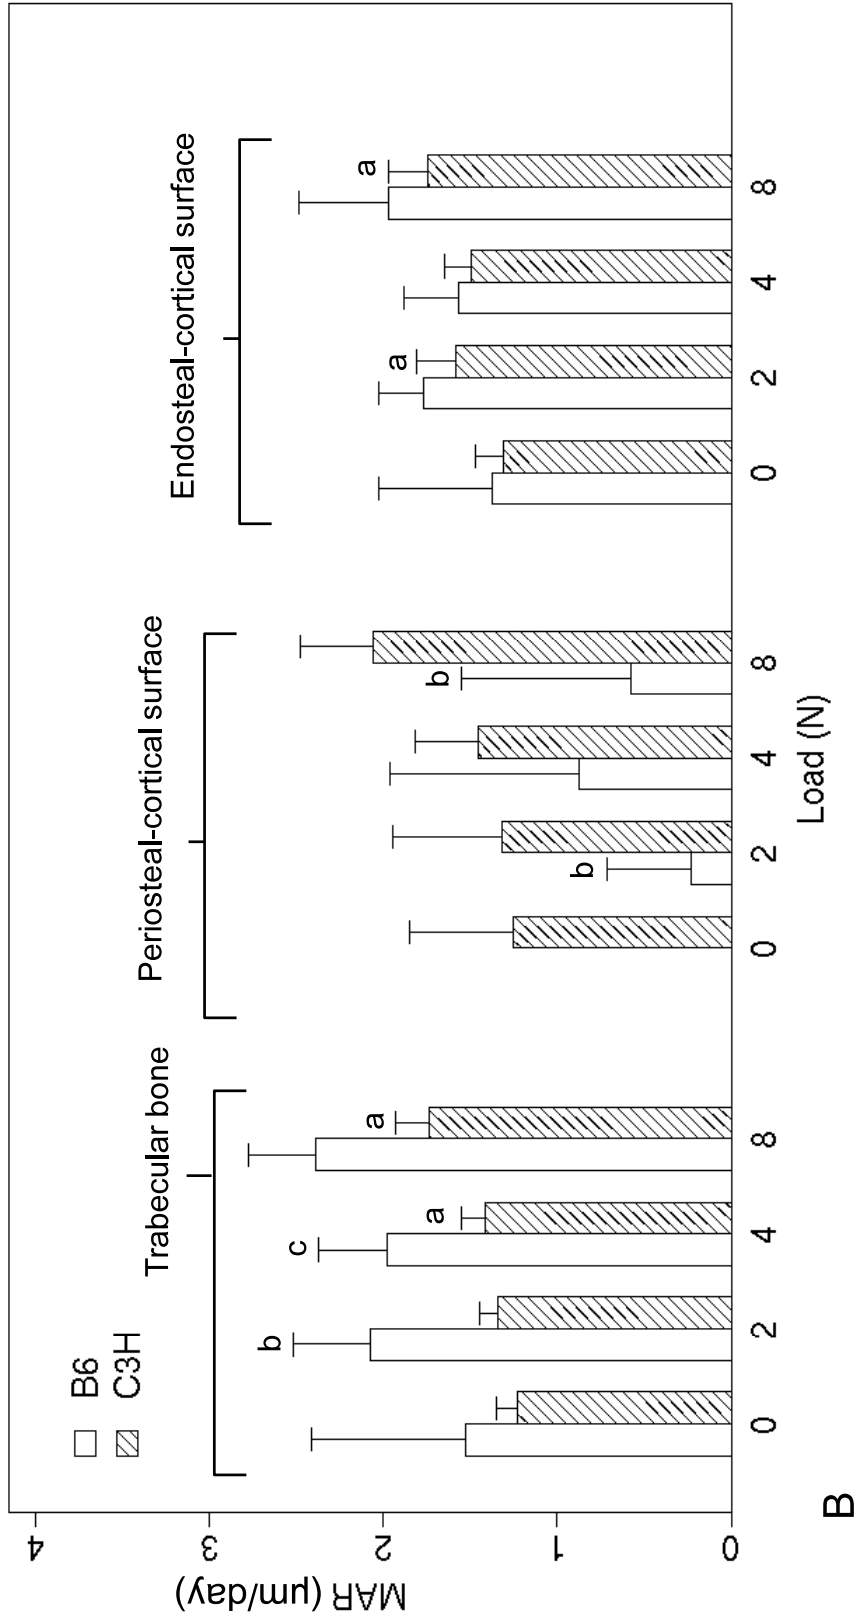 B
MAR (µm/day)
4
3
2
1
0
B6
C3H
Trabecular bone
Periosteal-cortical surface
Endosteal-cortical surface
b
c
a
a
b
b
a
a
0 2 4 8 0 2 4 8 0 2 4 8
Load (N)